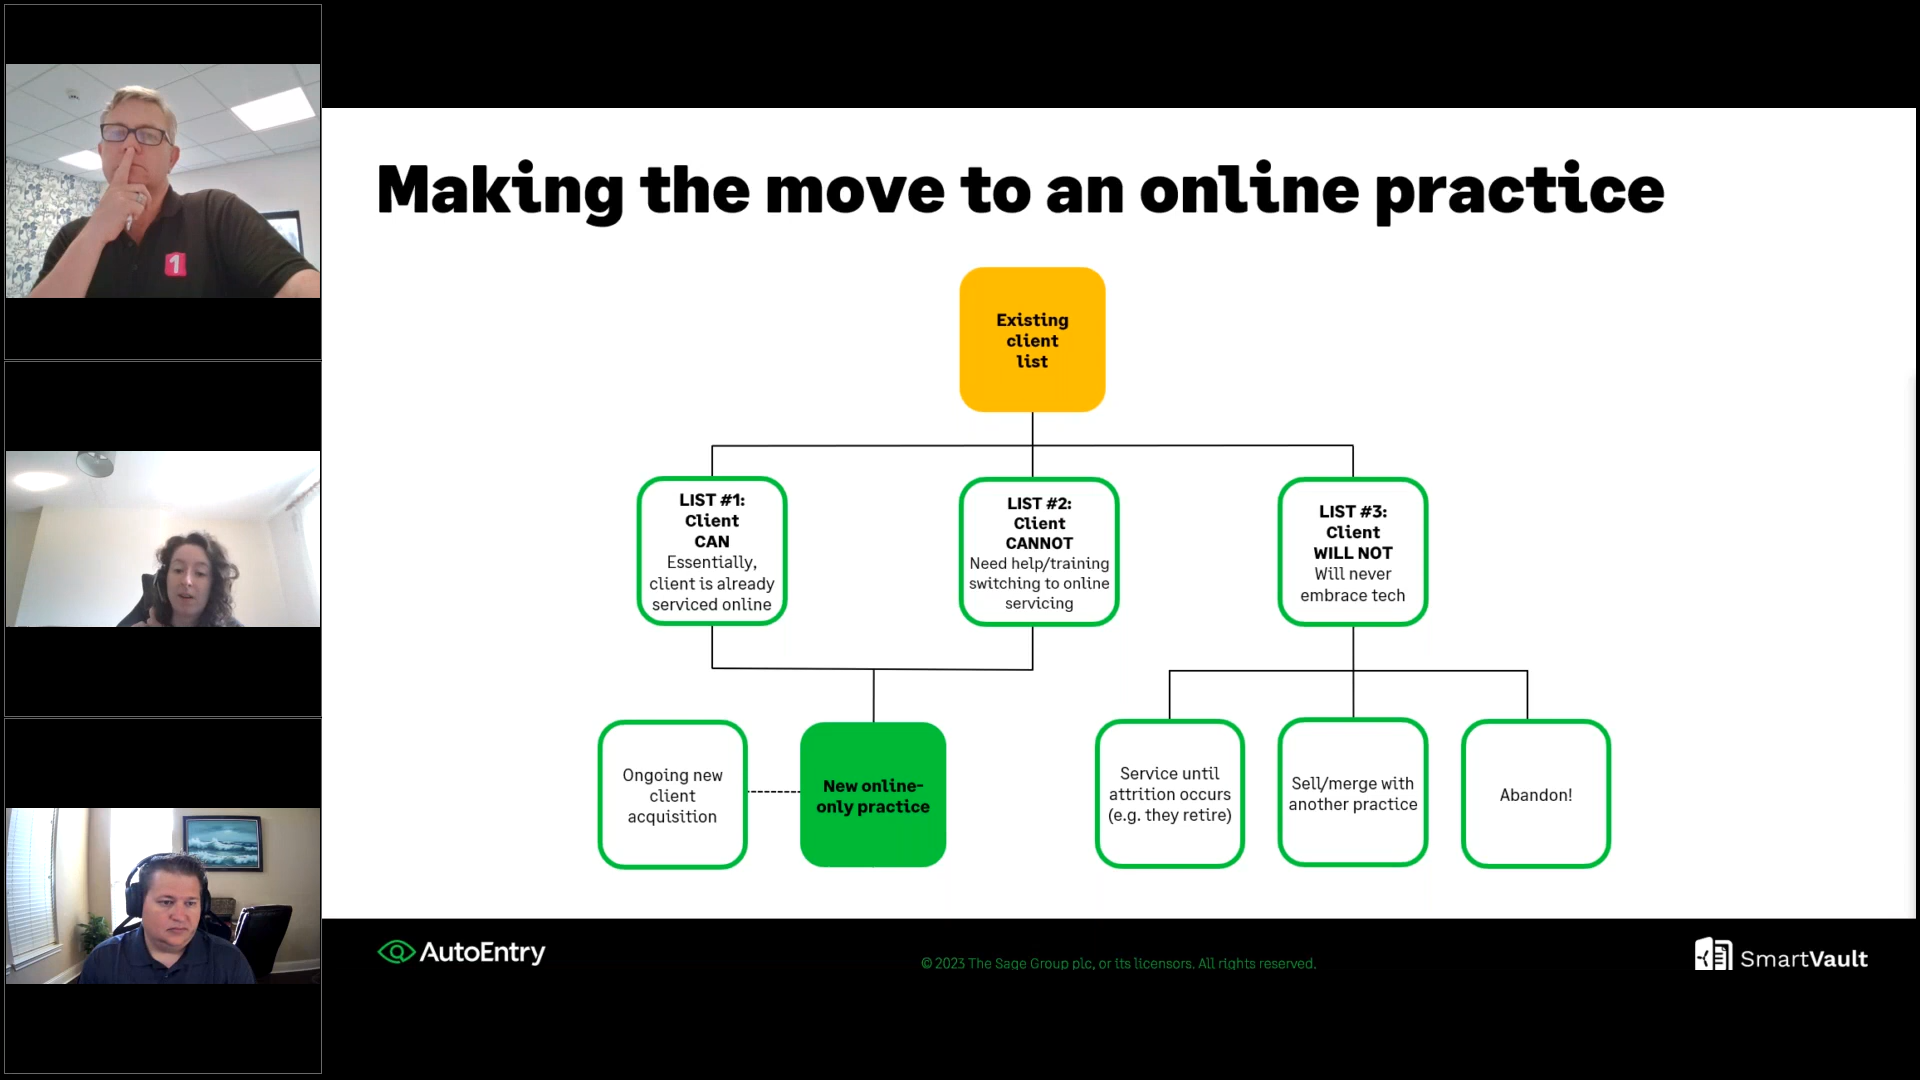 1
Making the move to an online practice
Existing
client
list
LIST #1:
Client
CAN
Essentially,
client is already
serviced online
LIST #2:
Client
CANNOT
Need help/training
switching to online
servicing
LIST #3:
Client
WILL NOT
Will never
embrace tech
Ongoing new
client
acquisition
New online-
only practice
Service until
attrition occurs
(e.g. they retire)
Sell/merge with
another practice
Abandon!
AutoEntry
© 2023 The Sage Group plc, or its licensors. All rights reserved.
SmartVault